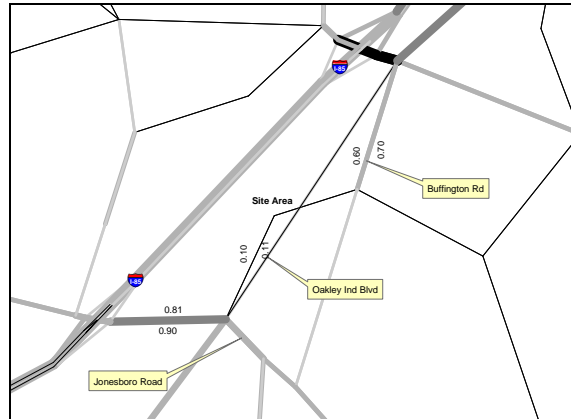 I-85
0.60
0.70
Buffington Rd
Site Area
0.10
0.11
I-85
Oakley Ind Blvd
0.81
0.90
Jonesboro Road